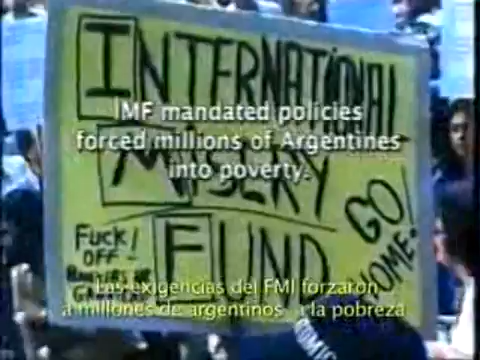 INTERNATIONAL
IMF mandated policies
forced millions of Argentines
into poverty.
MISERY
FUND
GO
HOME!
FUCK!
OFF-
Las exigencias del FMI forzaron
a millones de argentinos a la pobreza